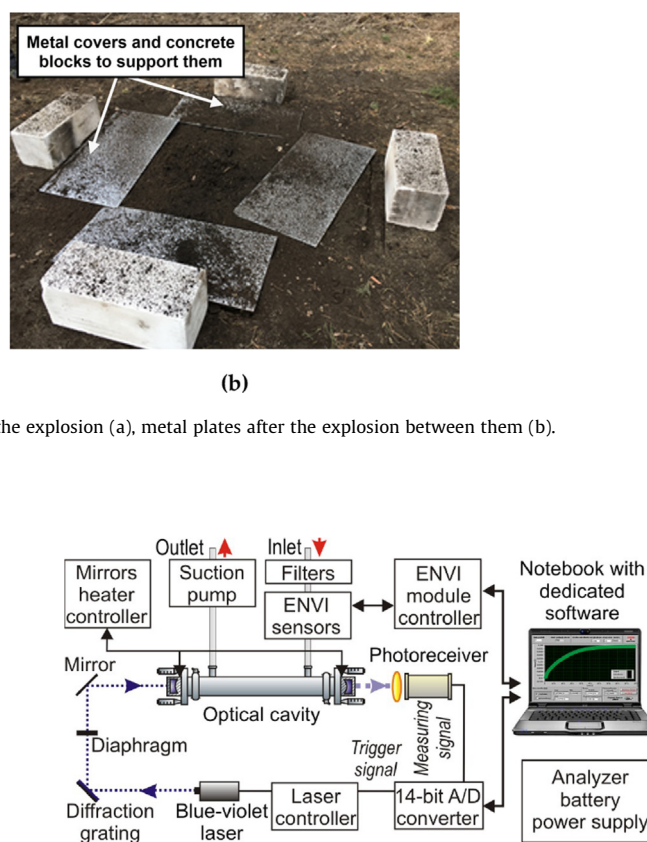 Metal covers and concrete
blocks to support them
(b)
the explosion (a), metal plates after the explosion between them (b).
Outlet
Inlet
Mirrors
heater
controller
Suction
pump
Filters
ENVI
sensors
ENVI
module
controller
Notebook with
dedicated
software
Mirror
Photoreceiver
Optical cavity
Diaphragm
Trigger
signal
Measuring
signal
Diffraction
grating
Blue-violet
laser
Laser
controller
14-bit A/D
converter
Analyzer
battery
power supply